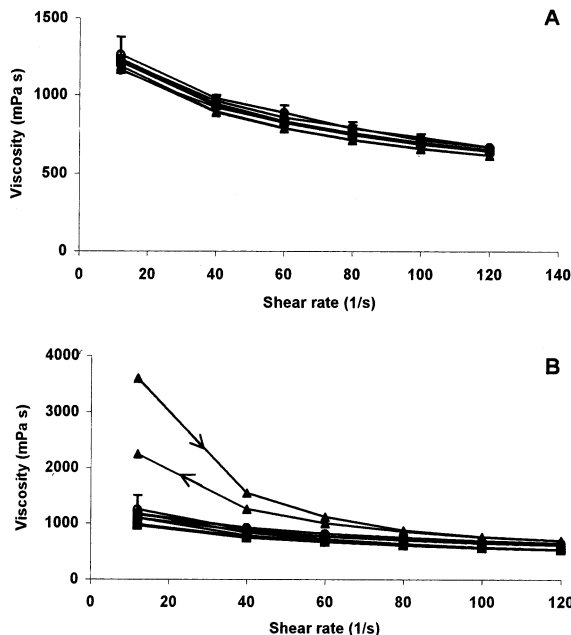 A
1500
1000
500
0
Viscosity (mPa s)
0 20 40 60 80 100 120 140
Shear rate (1/s)
B
4000
3000
2000
1000
0
Viscosity (mPa s)
0 20 40 60 80 100 120
Shear rate (1/s)